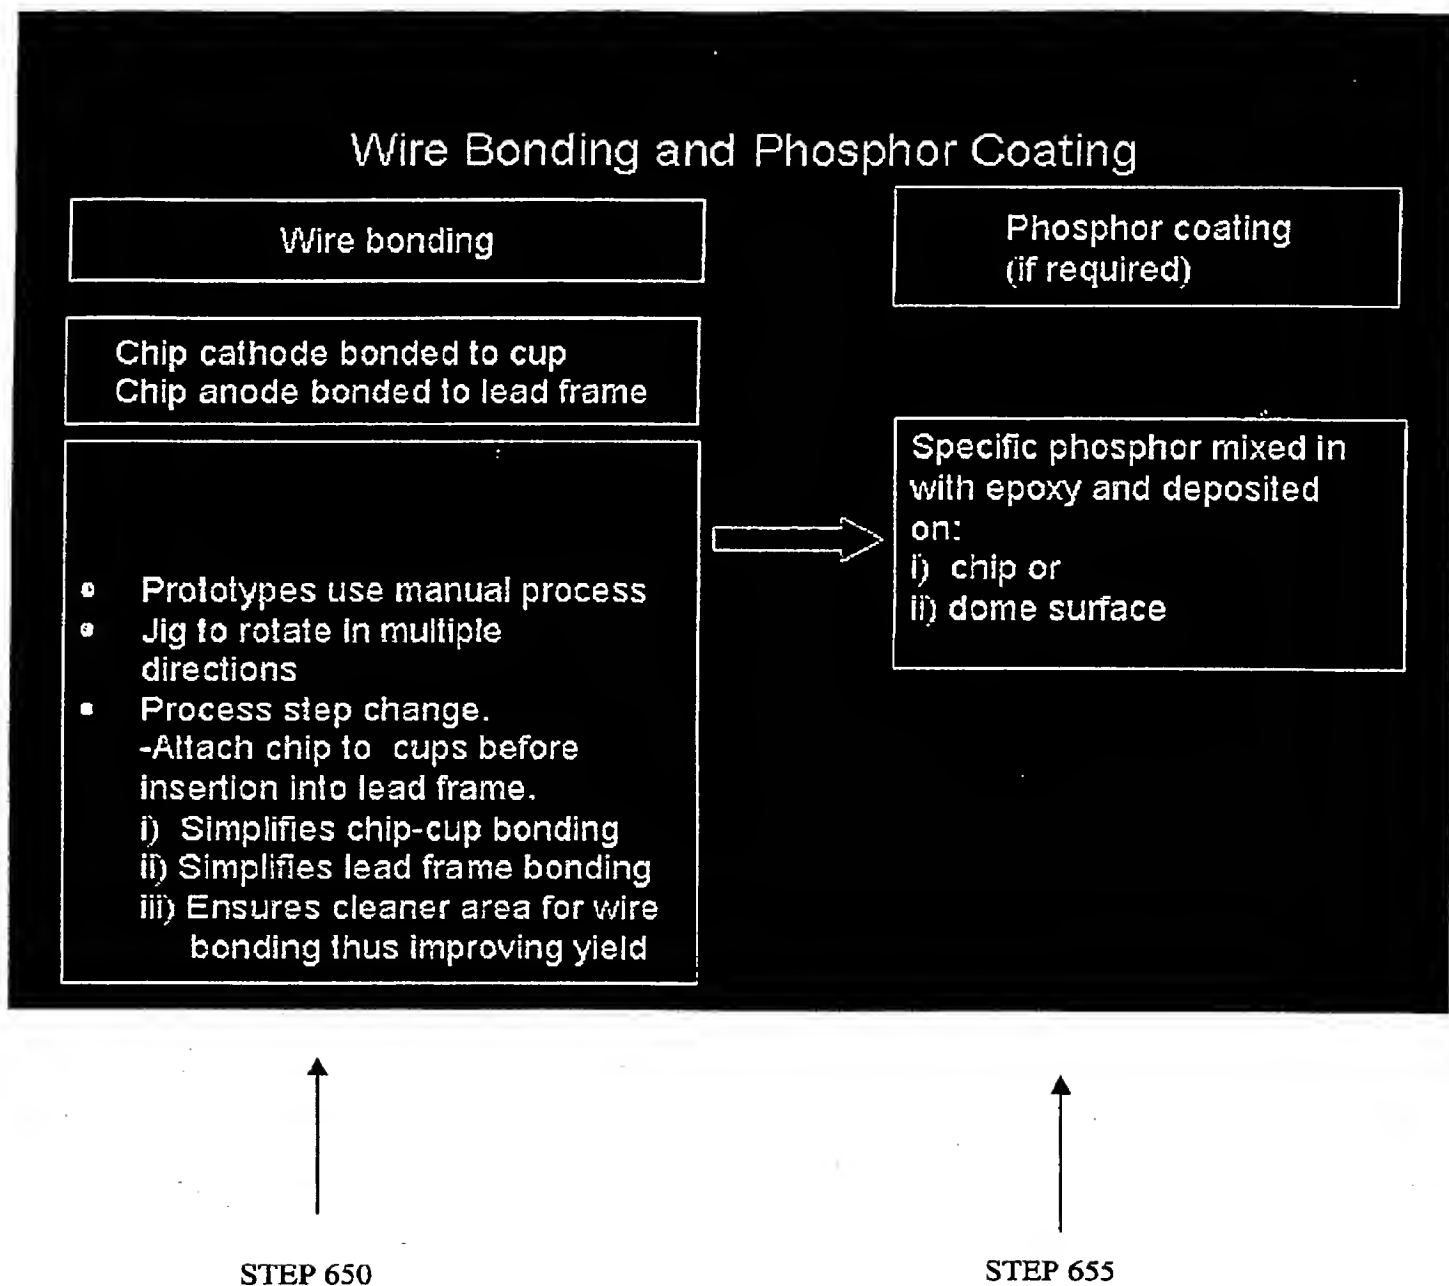 Wire Bonding and Phosphor Coating
Wire bonding
Chip cathode bonded to cup
Chip anode bonded to lead frame
• Prototypes use manual process
• Jig to rotate in multiple
directions
• Process step change.
-Attach chip to cups before
insertion into lead frame.
i) Simplifies chip-cup bonding
ii) Simplifies lead frame bonding
iii) Ensures cleaner area for wire
bonding thus improving yield
Phosphor coating
(if required)
Specific phosphor mixed in
with epoxy and deposited
on:
i) chip or
ii) dome surface
STEP 650
STEP 655